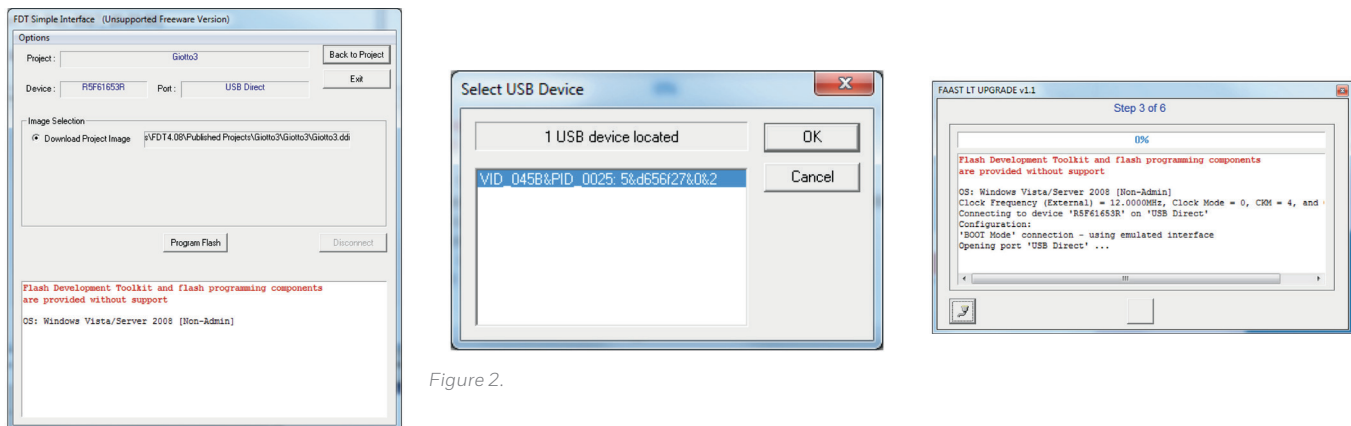 FDT Simple Interface (Unsupported Freeware Version)
Options
Project : Giotto3 Back to Project
Exit
Device : R5F61653R Port : USB Direct
Image Selection
Download Project Image s\FDT4.08\Published Projects\Giotto3\Giotto3\Giotto3.ddi
Program Flash Disconnect
Flash Development Toolkit and flash programming components
are provided without support
OS: Windows Vista/Server 2008 [Non-Admin]
Select USB Device
1 USB device located OK
VID_045B&PID_0025: 5&d656f27&0&2 Cancel
Figure 2.
FAAST LT UPGRADE v1.1
Step 3 of 6
0%
Flash Development Toolkit and flash programming components
are provided without support
OS: Windows Vista/Server 2008 [Non-Admin]
Clock Frequency (External) = 12.0000MHz, Clock Mode = 0, CKM = 4, and
Connecting to device 'R5F61653R' on 'USB Direct'
Configuration:
'BOOT Mode' connection - using emulated interface
Opening port 'USB Direct' ...